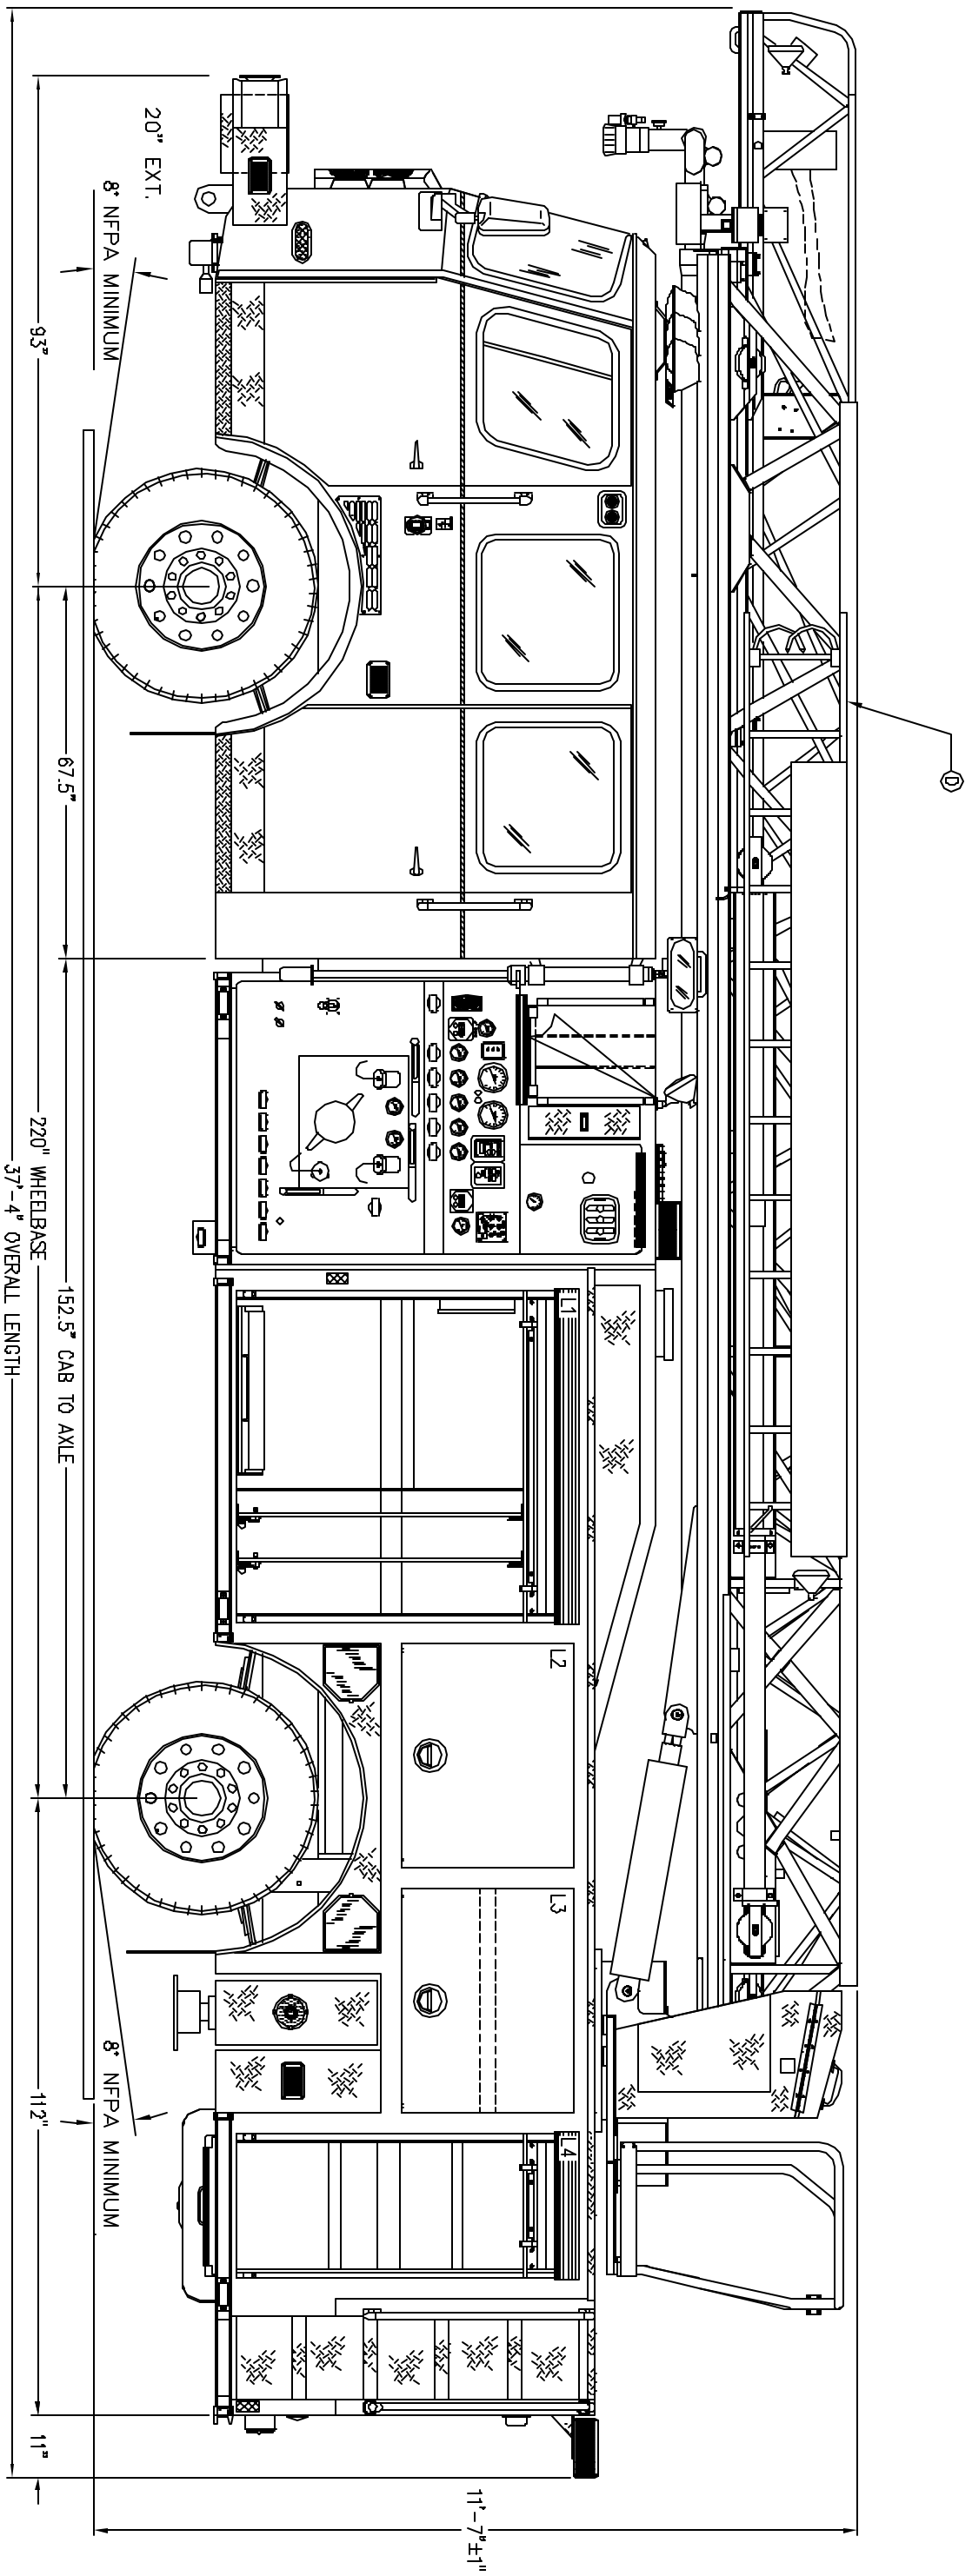 D
20" EXT.
8° NFPA MINIMUM
93"
67.5"
220" WHEELBASE
152.5" CAB TO AXLE
37'-4" OVERALL LENGTH
L1
L2
L3
L4
8° NFPA MINIMUM
112"
11"
11'-7"±1"